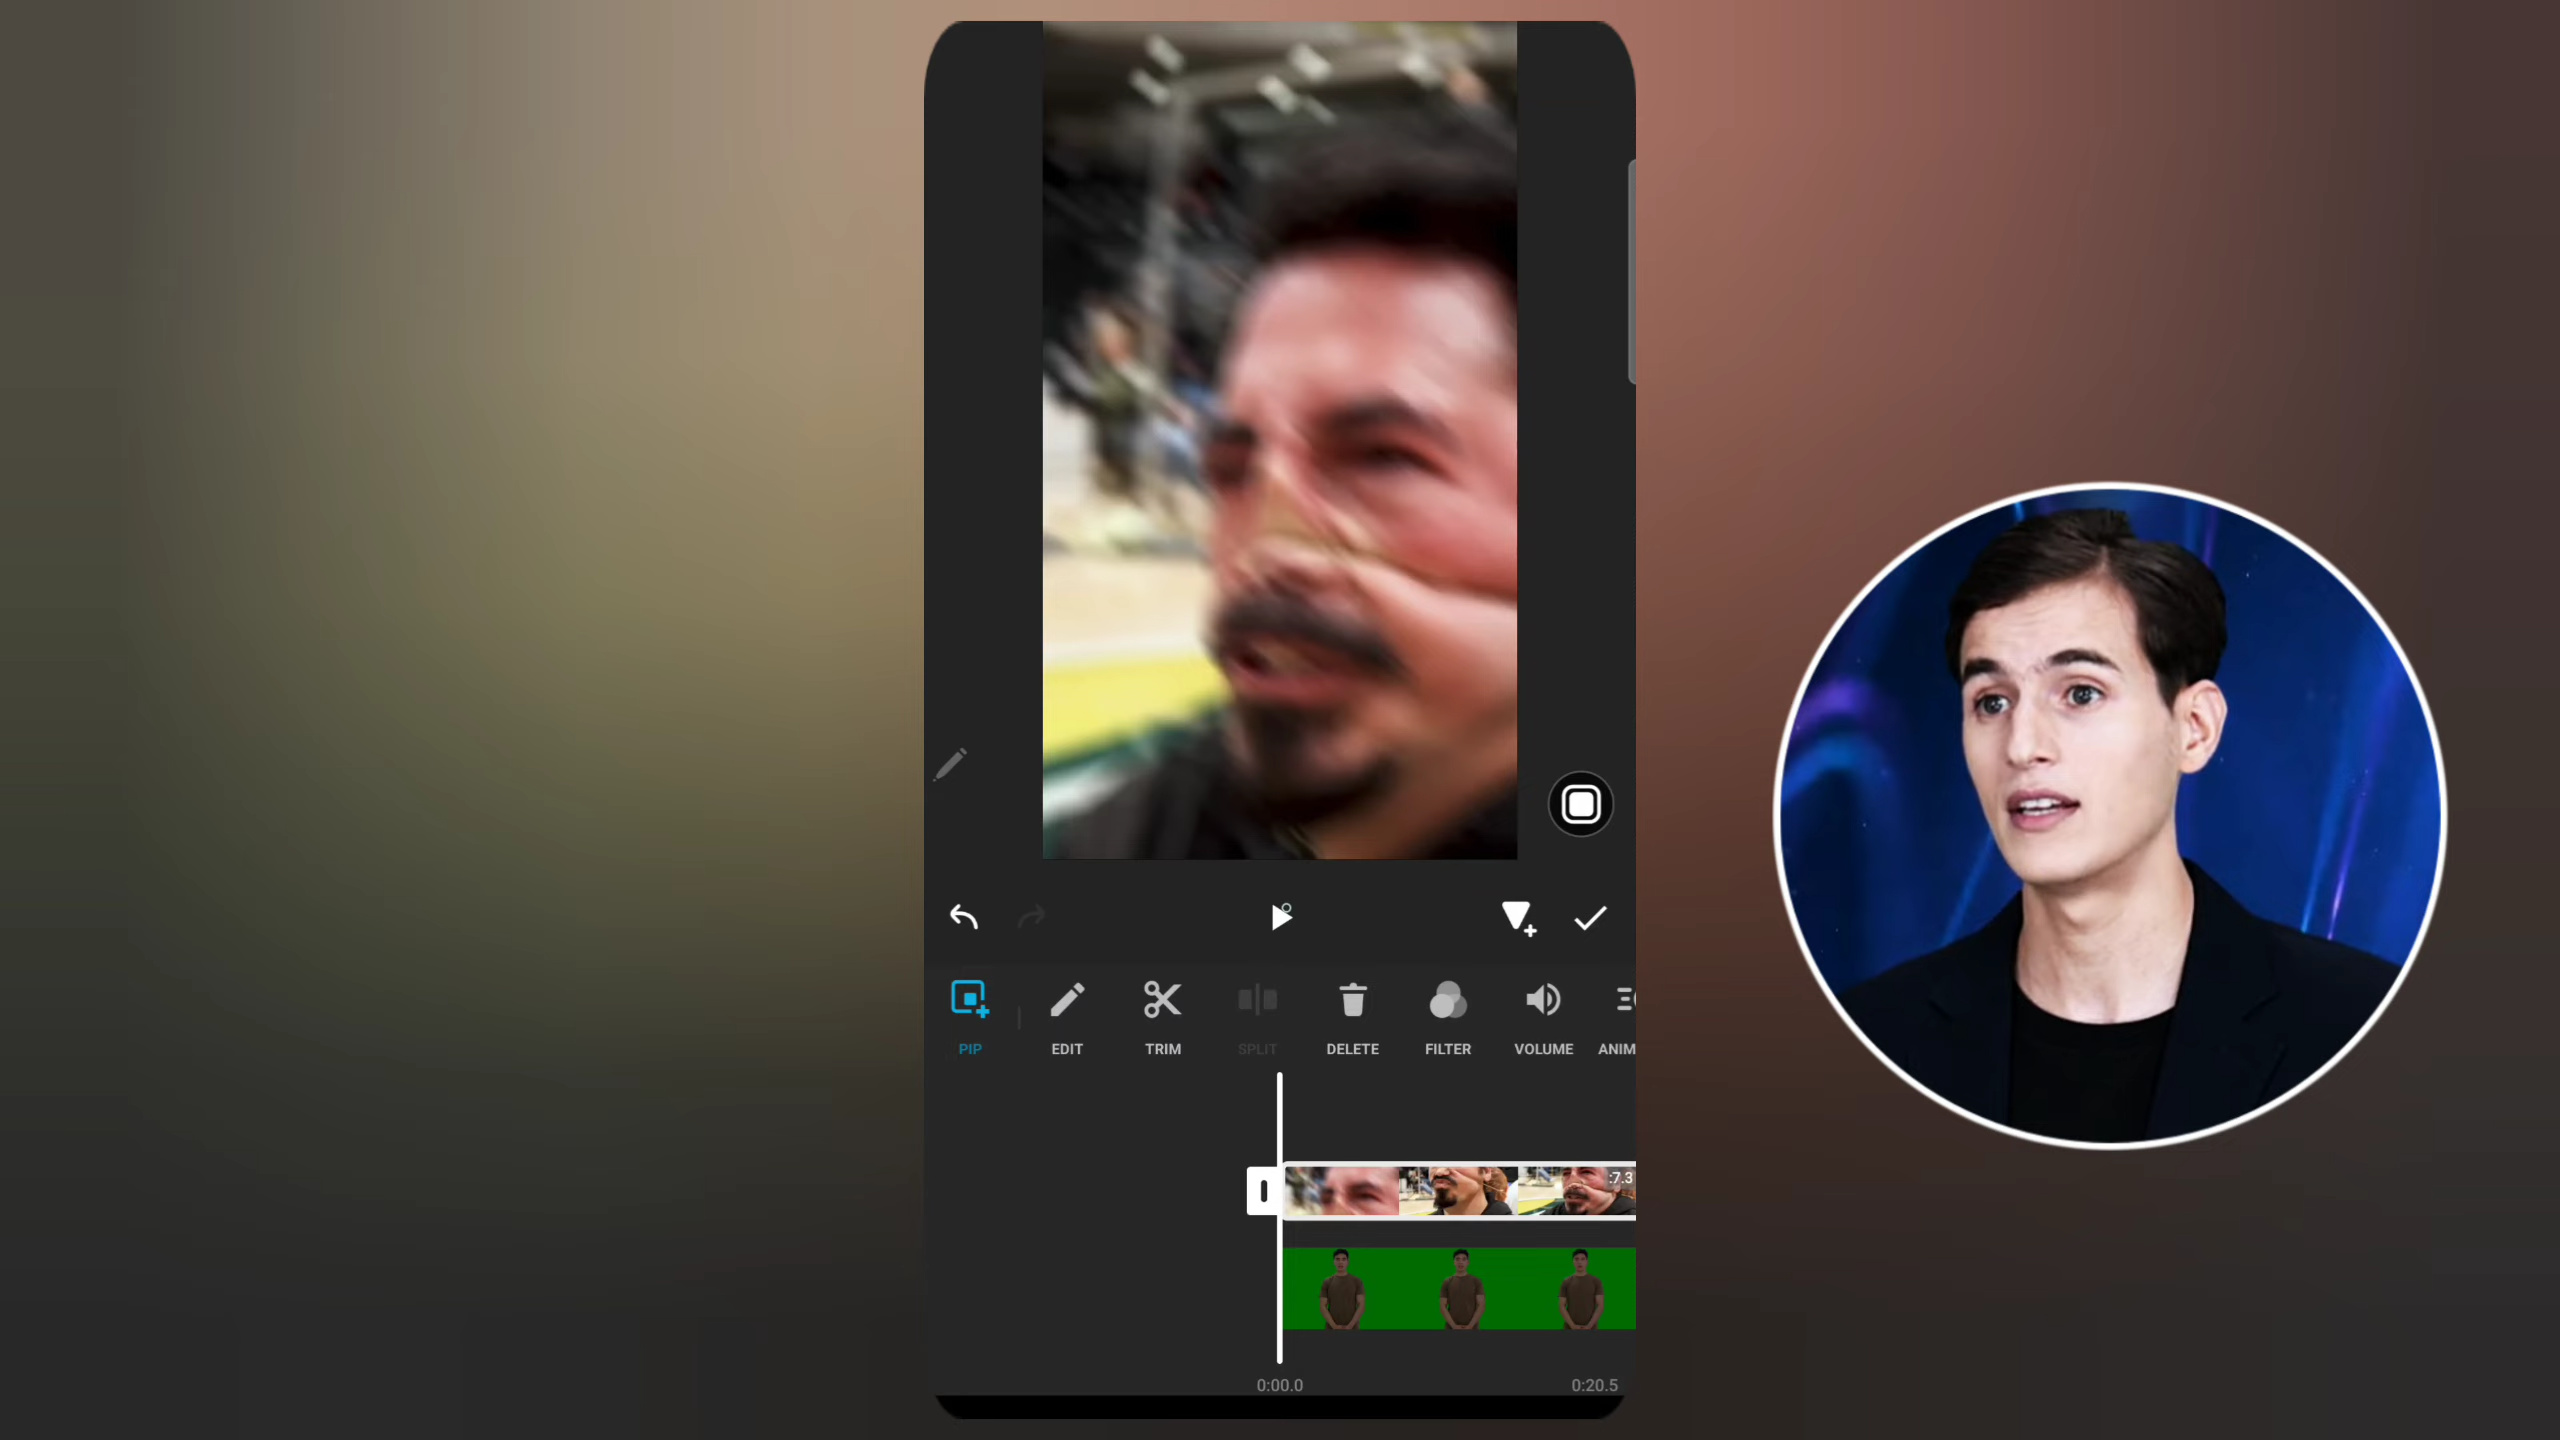 PIP
EDIT
TRIM
SPLIT
DELETE
FILTER
VOLUME
ANIM
:7.3
0:00.0
0:20.5